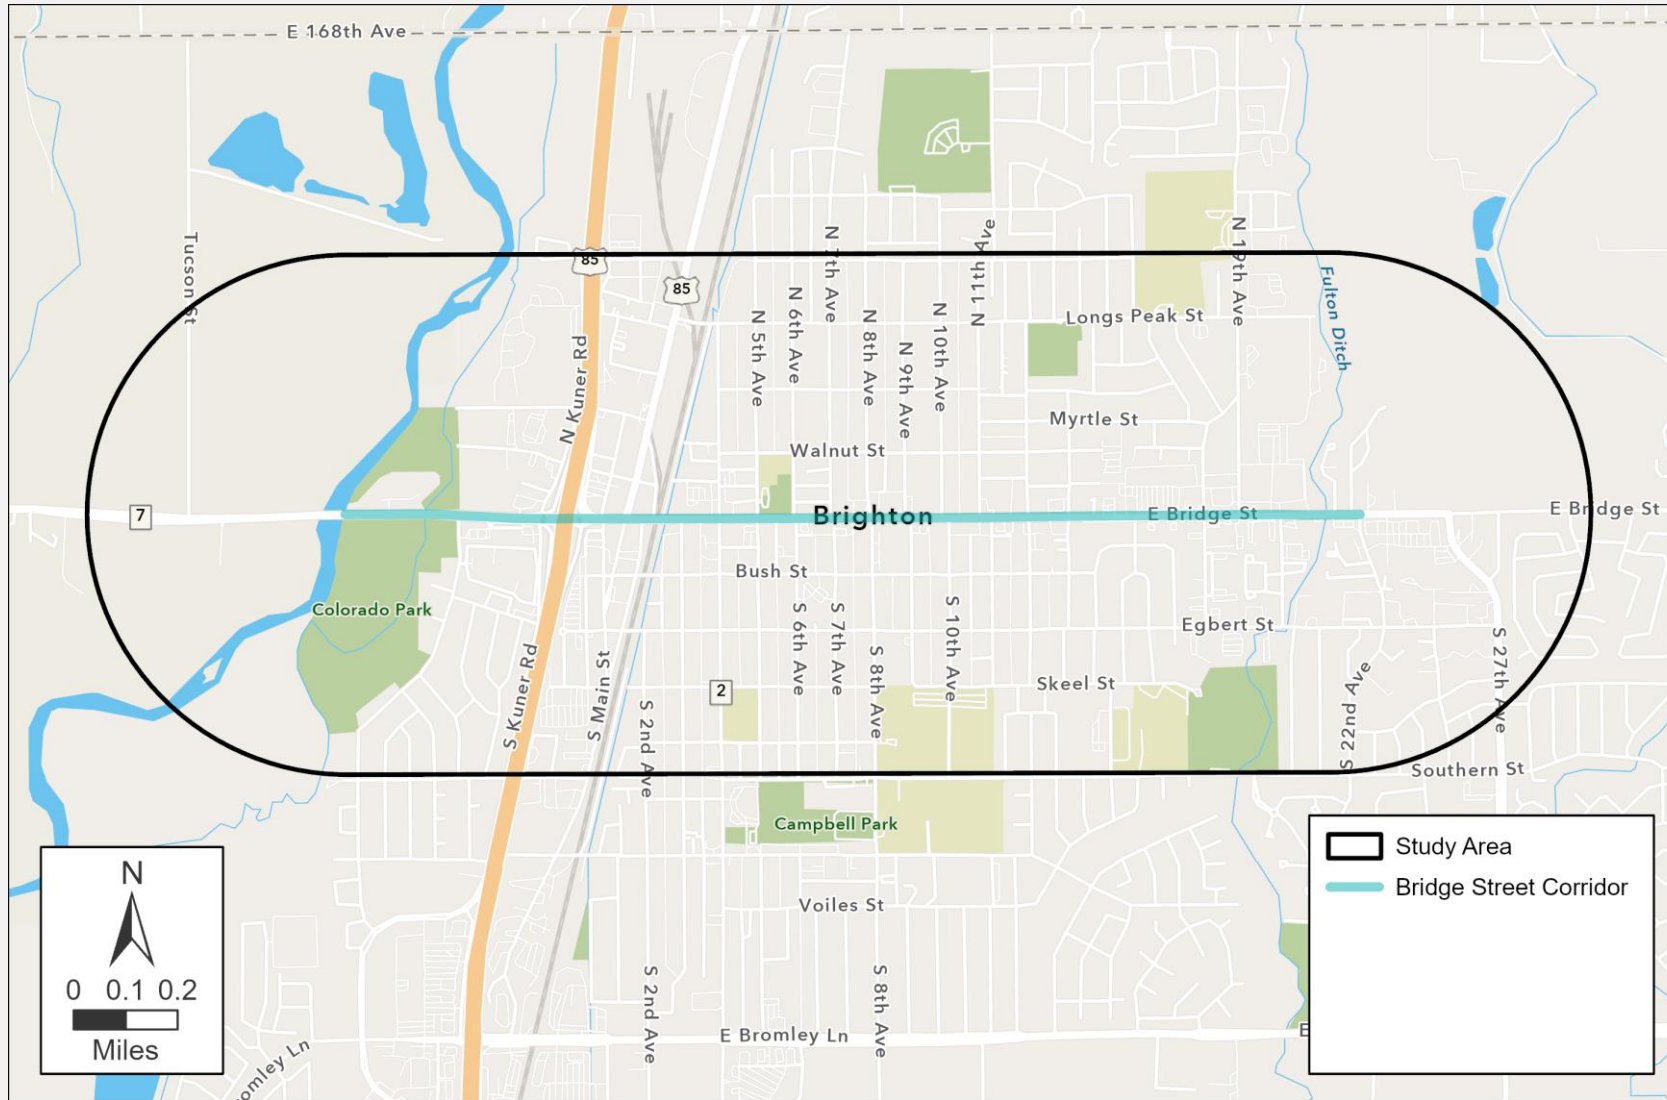 E 168th Ave
Tucson St
85
85
N 7th Ave
N 11th Ave
N 19th Ave
Fulton Ditch
N 5th Ave
N 6th Ave
N 8th Ave
N 9th Ave
N 10th Ave
Longs Peak St
N Kuner Rd
Myrtle St
Walnut St
7
Brighton
E Bridge St
E Bridge St
Bush St
Colorado Park
S 6th Ave
S 7th Ave
S 8th Ave
S 10th Ave
Egbert St
S 27th Ave
S Kuner Rd
S Main St
2
Skeel St
S 2nd Ave
S 22nd Ave
Southern St
Campbell Park
Voiles St
S 2nd Ave
S 8th Ave
E Bromley Ln
E
omley Ln
N
0 0.1 0.2
Miles
Study Area
Bridge Street Corridor